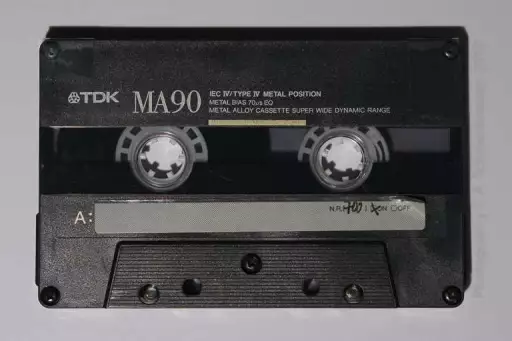 TDK MA90
IEC IV/TYPE IV METAL POSITION
METAL BIAS 70μs EQ
METAL ALLOY CASSETTE SUPER WIDE DYNAMIC RANGE
A:
N.R. : ON OFF